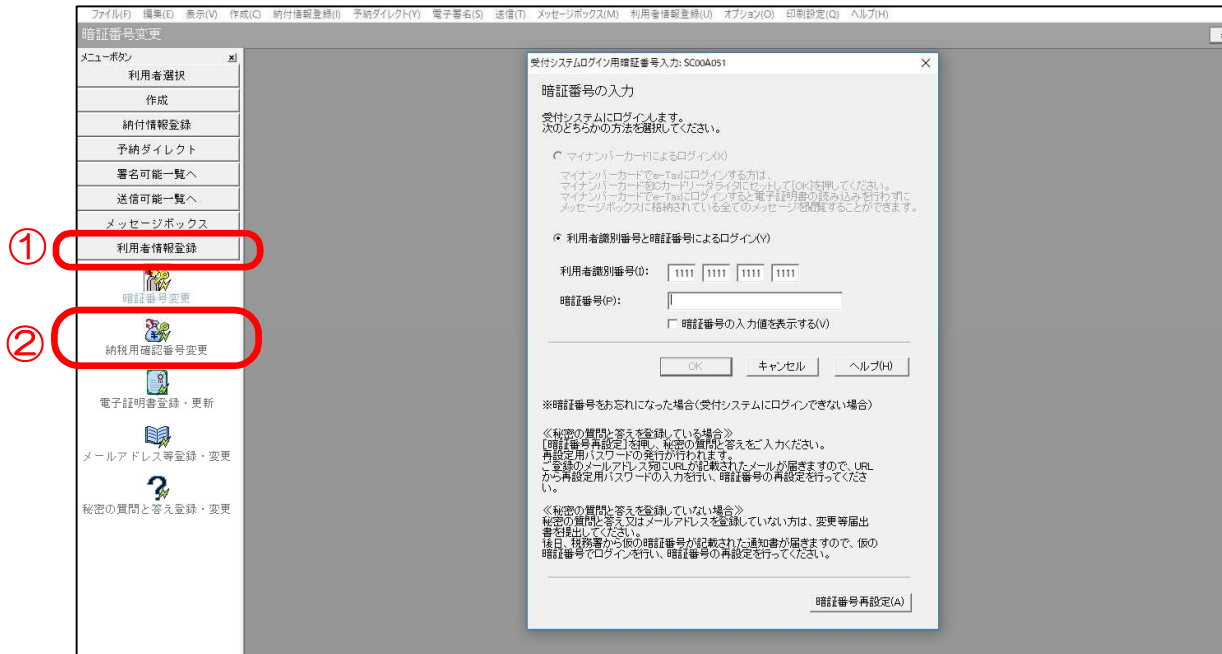 ファイル(F) 編集(E) 表示(V) 作成(C) 納付情報登録(I) 予納ダイレクト(Y) 電子署名(S) 送信(T) メッセージボックス(M) 利用者情報登録(U) オプション(O) 印刷設定(Q) ヘルプ(H)
暗証番号変更
メニューボタン
利用者選択
作成
納付情報登録
予納ダイレクト
署名可能一覧へ
送信可能一覧へ
メッセージボックス
① 利用者情報登録
暗証番号変更
② 納税用確認番号変更
電子証明書登録・更新
メールアドレス等登録・変更
秘密の質問と答え登録・変更
受付システムログイン用暗証番号入力: SC00A051
暗証番号の入力
受付システムにログインします。
次のどちらかの方法を選択してください。
マイナンバーカードによるログイン(X)
マイナンバーカードでe-Taxにログインする方は、
マイナンバーカードをICカードリーダライタにセットして[OK]を押してください。
マイナンバーカードでe-Taxにログインすると電子証明書の読み込みを行わずに
メッセージボックスに格納されている全てのメッセージを閲覧することができます。
利用者識別番号と暗証番号によるログイン(Y)
利用者識別番号(I): 1111 1111 1111 1111
暗証番号(P):
暗証番号の入力値を表示する(V)
OK キャンセル ヘルプ(H)
※暗証番号をお忘れになった場合(受付システムにログインできない場合)
≪秘密の質問と答えを登録している場合≫
[暗証番号再設定]を押し、秘密の質問と答えをご入力ください。
再設定用パスワードの発行が行われます。
ご登録のメールアドレス宛にURLが記載されたメールが届きますので、URL
から再設定用パスワードの入力を行い、暗証番号の再設定を行ってくださ
い。
≪秘密の質問と答えを登録していない場合≫
秘密の質問と答え又はメールアドレスを登録していない方は、変更等届出
書を提出してください。
後日、税務署から仮の暗証番号が記載された通知書が届きますので、仮の
暗証番号でログインを行い、暗証番号の再設定を行ってください。
暗証番号再設定(A)